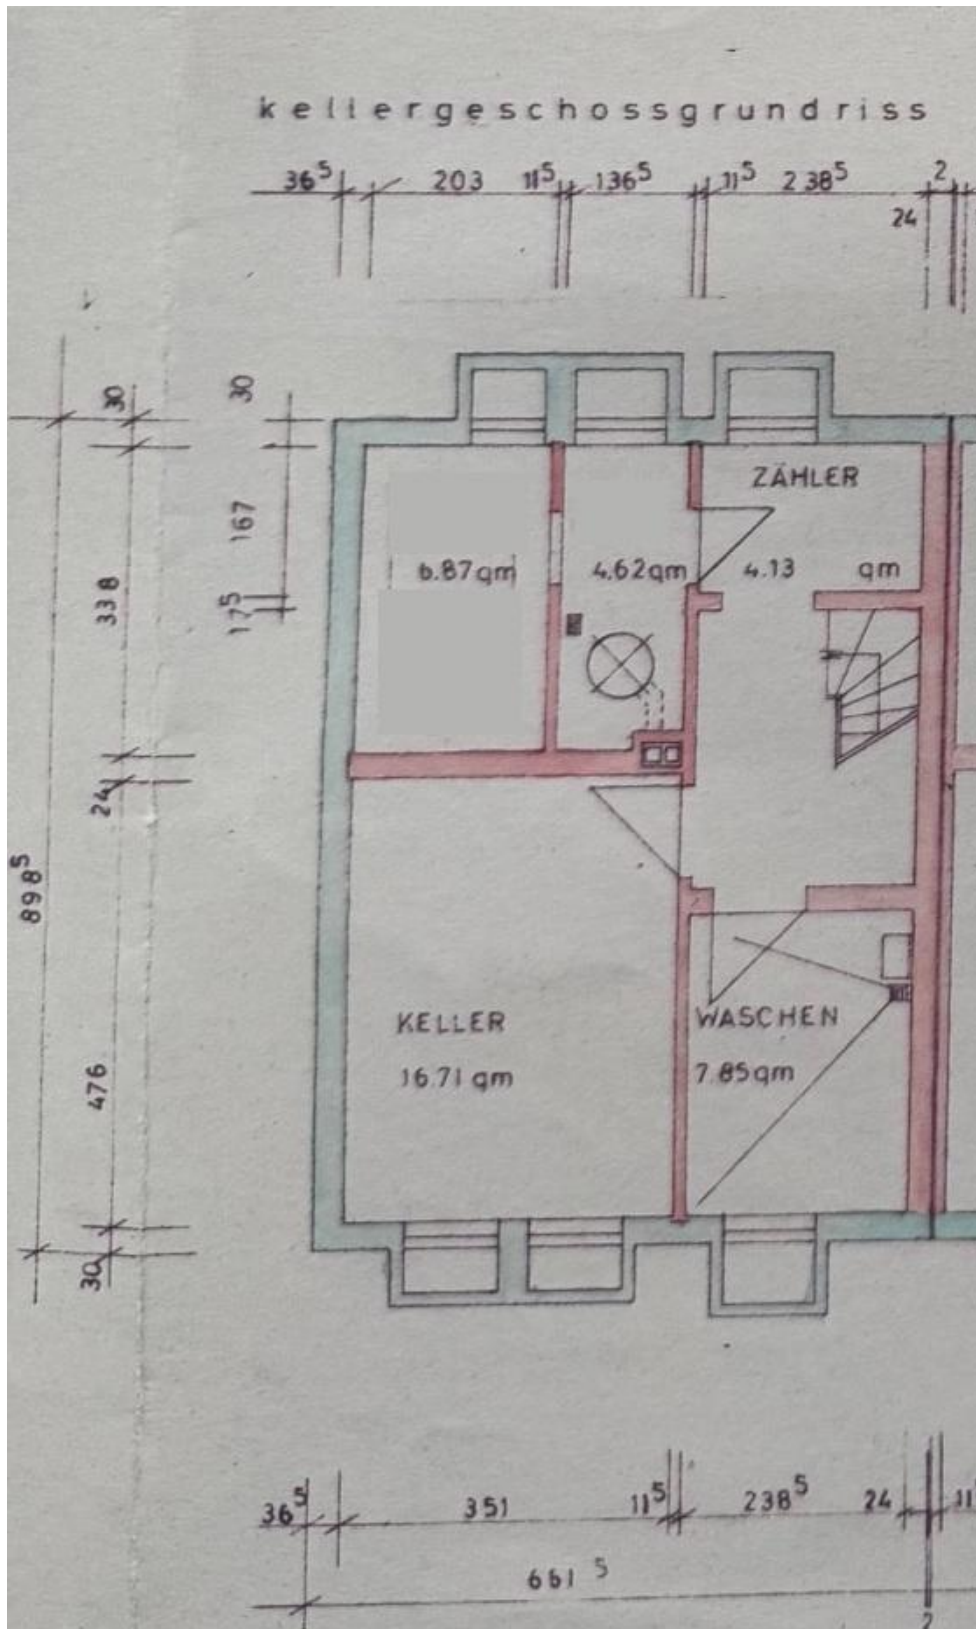 kellergeschossgrundriss
36⁵ 203 11⁵ 136⁵ 11⁵ 238⁵ 2
24
30
30
167
17⁵
338
24
898⁵
476
30
ZÄHLER
6.87qm
4.62qm
4.13 qm
KELLER
16.71 qm
WASCHEN
7.85qm
36⁵ 351 11⁵ 238⁵ 24 11
661⁵
2